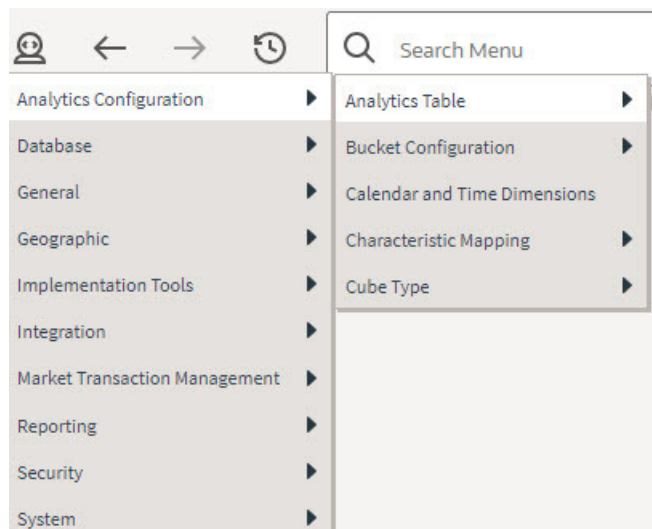 Search Menu
Analytics Configuration
Database
General
Geographic
Implementation Tools
Integration
Market Transaction Management
Reporting
Security
System
Analytics Table
Bucket Configuration
Calendar and Time Dimensions
Characteristic Mapping
Cube Type